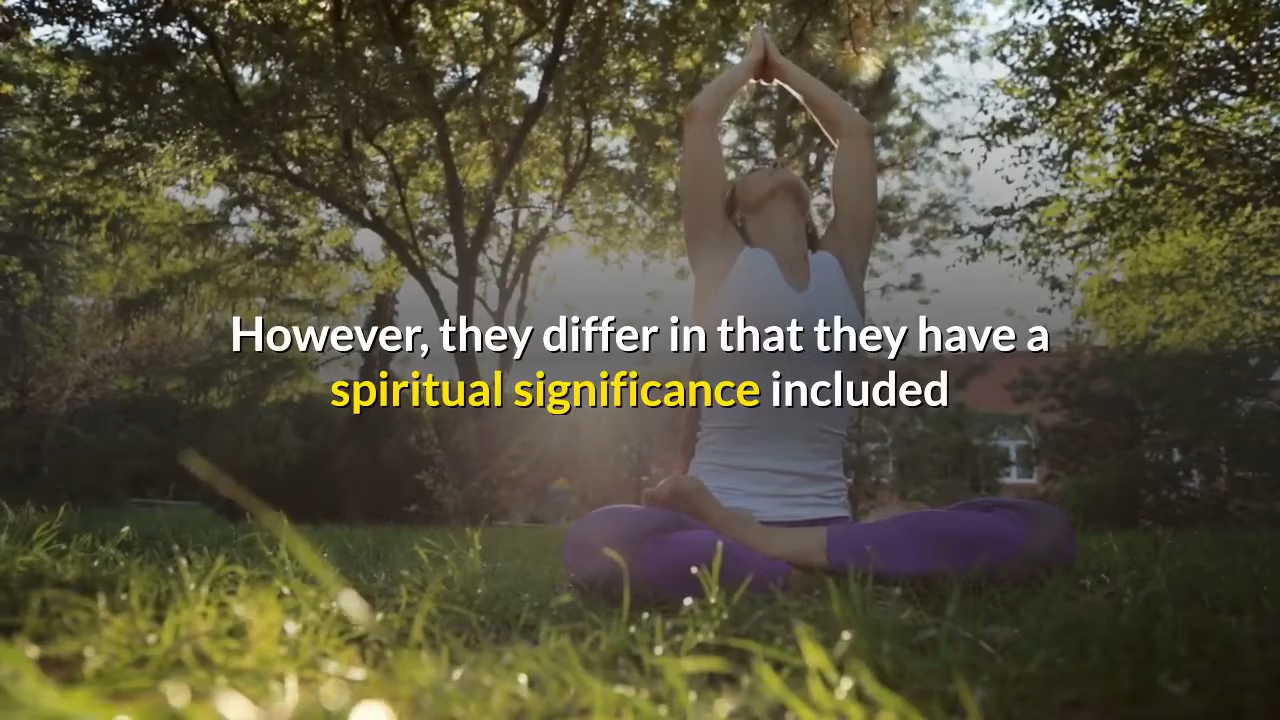 However, they differ in that they have a
spiritual significance included